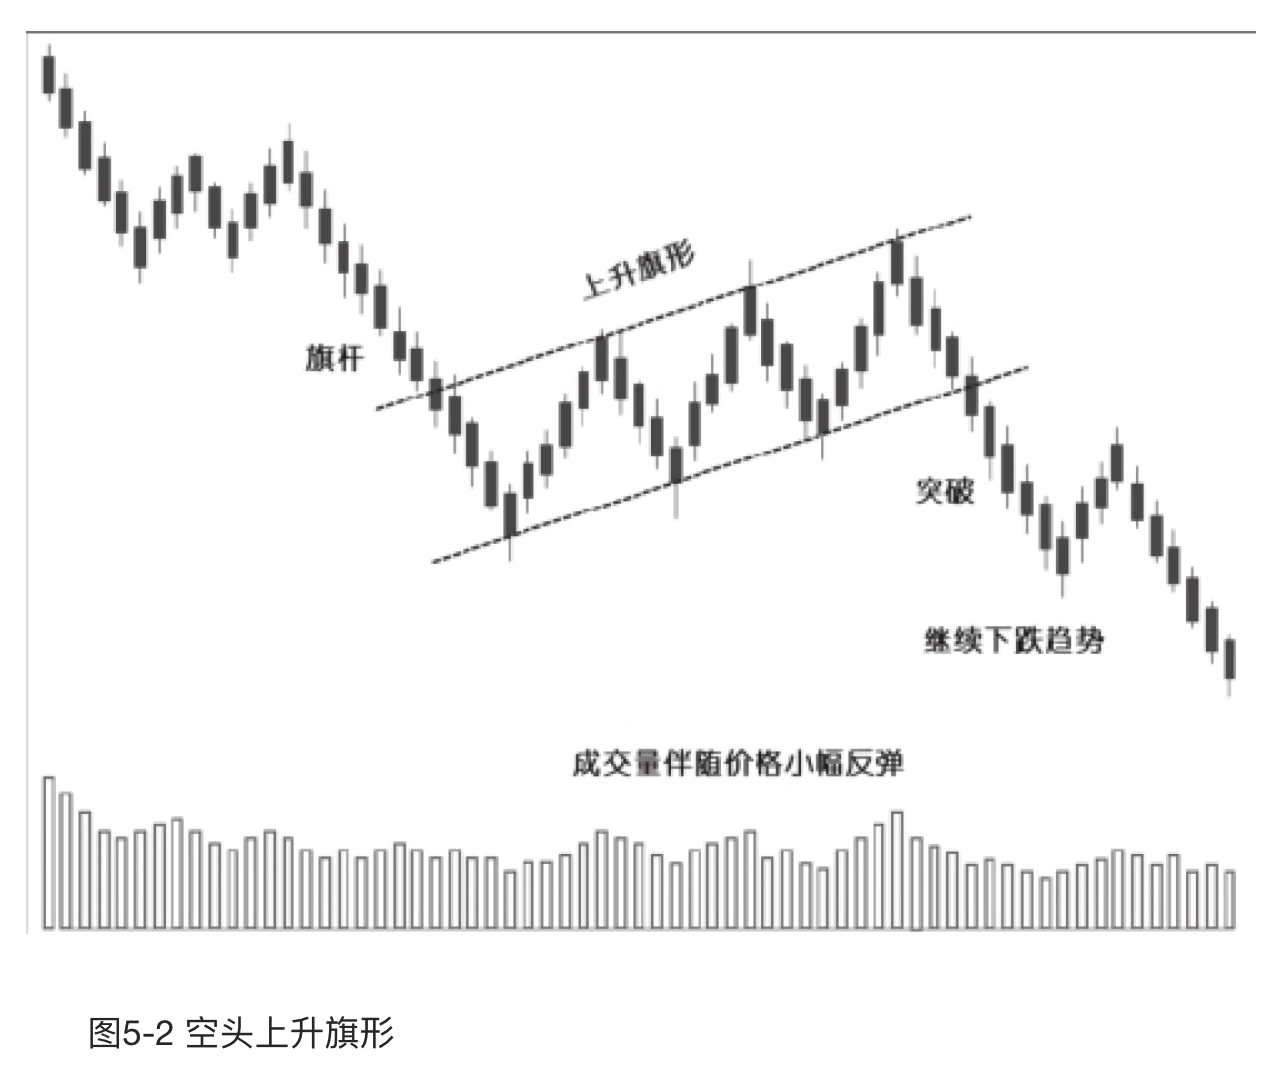 上升旗形
旗杆
突破
继续下跌趋势
成交量伴随价格小幅反弹
图5-2 空头上升旗形